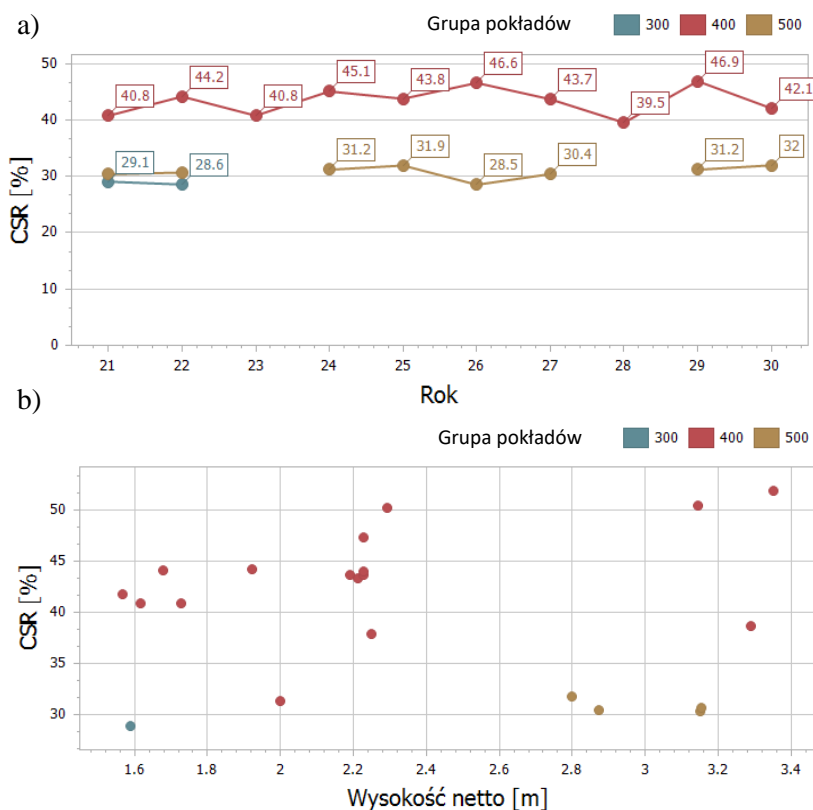 a)
Grupa pokładów 300 400 500
50
40
30
20
10
0
CSR [%]
40.8 44.2 40.8 45.1 43.8 46.6 43.7 39.5 46.9 42.1
29.1 28.6 31.2 31.9 28.5 30.4 31.2 32
21 22 23 24 25 26 27 28 29 30
Rok
b)
Grupa pokładów 300 400 500
50
45
40
35
30
CSR [%]
1.6 1.8 2 2.2 2.4 2.6 2.8 3 3.2 3.4
Wysokość netto [m]